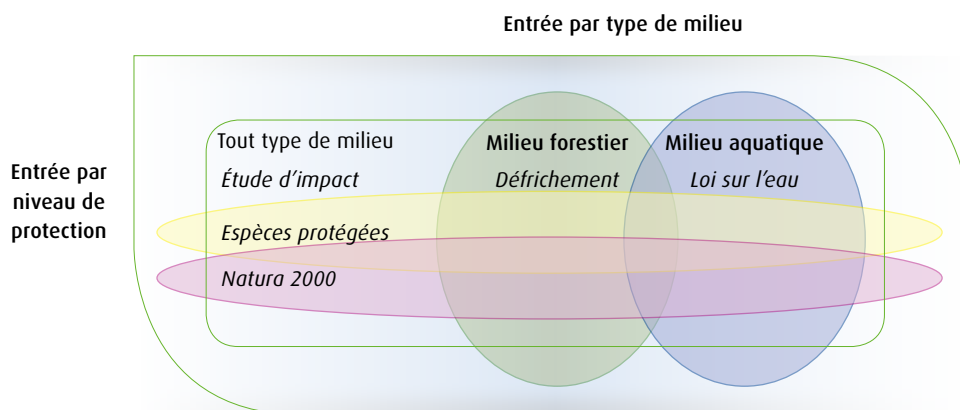 Entrée par type de milieu
Entrée par
niveau de
protection
Tout type de milieu
Milieu forestier
Milieu aquatique
Étude d'impact
Défrichement
Loi sur l'eau
Espèces protégées
Natura 2000